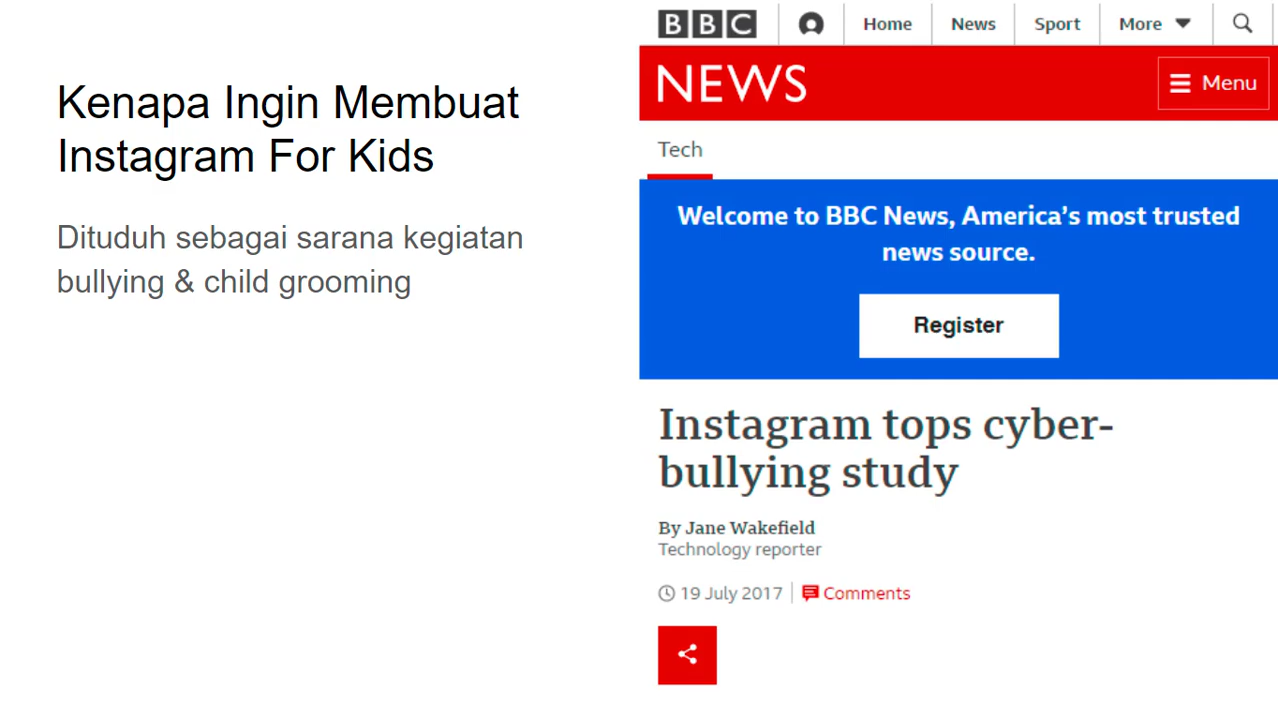 Kenapa Ingin Membuat
Instagram For Kids
Dituduh sebagai sarana kegiatan
bullying & child grooming
BBC Home News Sport More
NEWS Menu
Tech
Welcome to BBC News, America’s most trusted
news source.
Register
Instagram tops cyber-
bullying study
By Jane Wakefield
Technology reporter
19 July 2017 Comments